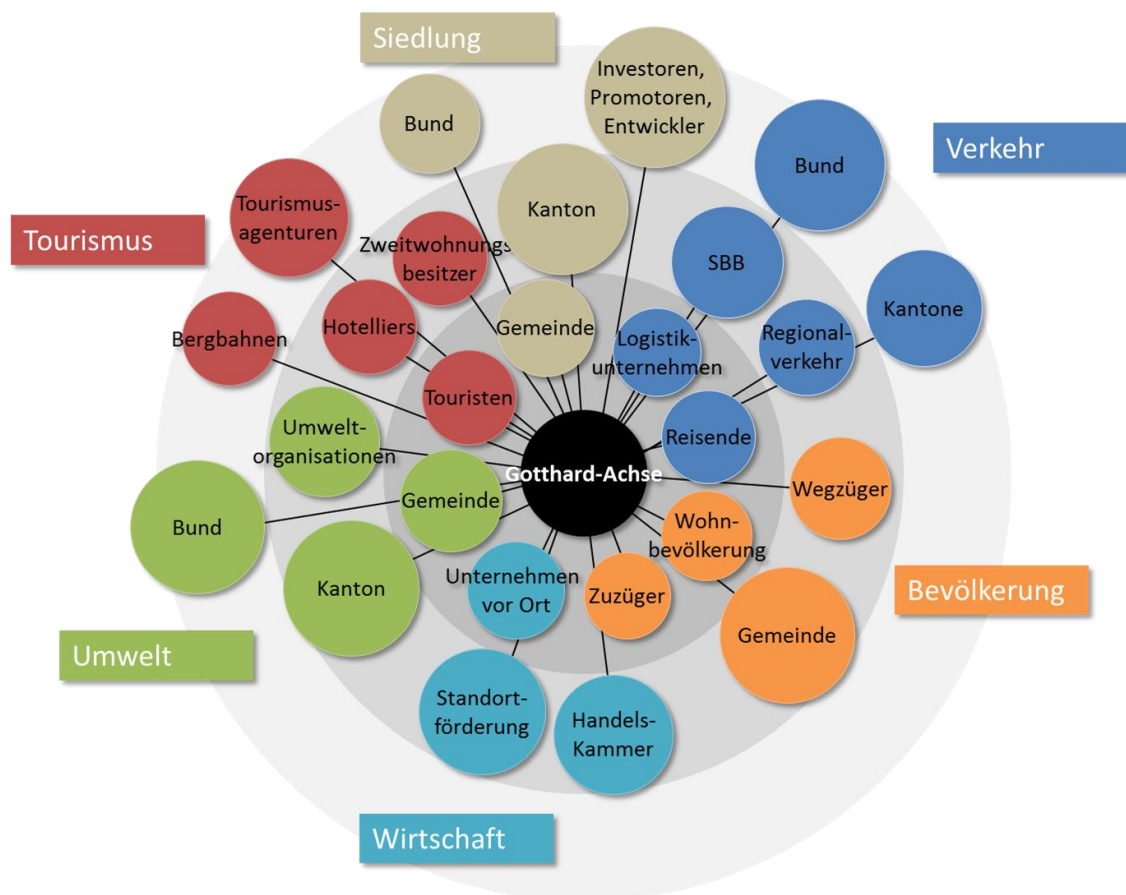 Siedlung
Investoren,
Promotoren,
Entwickler
Bund
Verkehr
Bund
Kanton
Tourismus-
agenturen
Tourismus
Zweitwohnungs
besitzer
SBB
Kantone
Hotelliers
Gemeinde
Logistik-
unternehmen
Regional-
verkehr
Bergbahnen
Touristen
Reisende
Umwelt-
organisationen
Gotthard-Achse
Wegzüger
Gemeinde
Bund
Wohn-
bevölkerung
Kanton
Unternehmen
vor Ort
Zuzüger
Bevölkerung
Gemeinde
Umwelt
Standort-
förderung
Handels-
Kammer
Wirtschaft